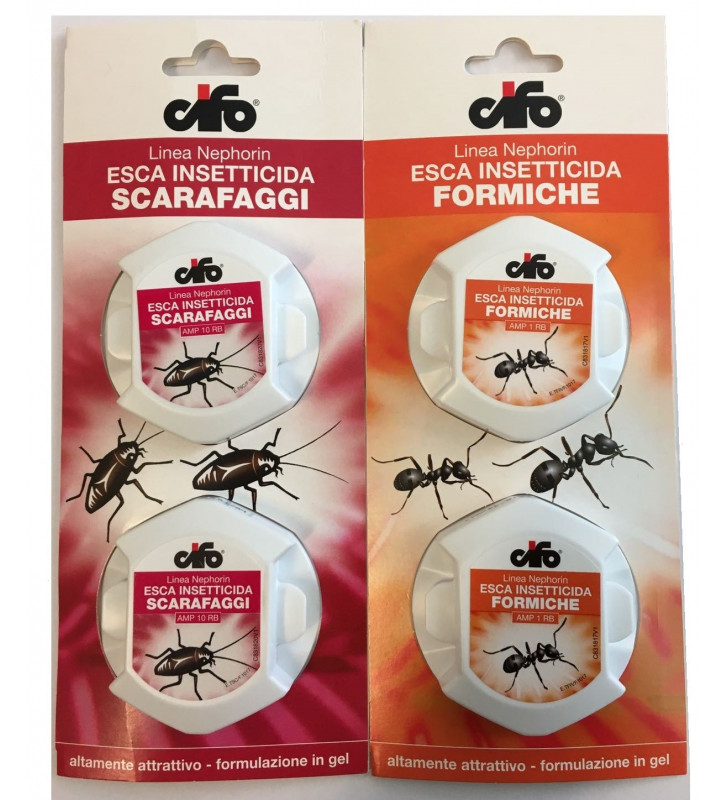 cifo®
Linea Nephorin
ESCA INSETTICIDA
SCARAFAGGI
cifo®
Linea Nephorin
ESCA INSETTICIDA
SCARAFAGGI
AMP 10 RB
cifo®
Linea Nephorin
ESCA INSETTICIDA
SCARAFAGGI
AMP 10 RB
altamente attrattivo - formulazione in gel
cifo®
Linea Nephorin
ESCA INSETTICIDA
FORMICHE
cifo®
Linea Nephorin
ESCA INSETTICIDA
FORMICHE
AMP 1 RB
C831817V1
cifo®
Linea Nephorin
ESCA INSETTICIDA
FORMICHE
AMP 1 RB
C831817V1
altamente attrattivo - formulazione in gel